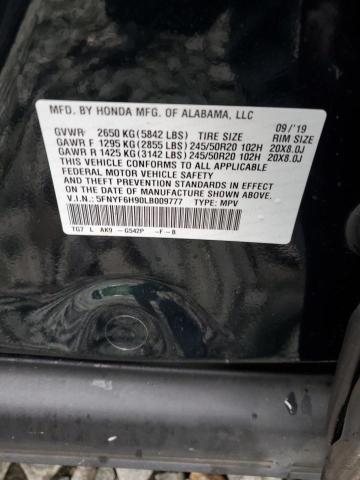 MFD. BY HONDA MFG. OF ALABAMA, LLC 09/'19
GVWR 2650 KG (5842 LBS) TIRE SIZE RIM SIZE
GAWR F 1295 KG (2855 LBS) 245/50R20 102H 20X8.0J
GAWR R 1425 KG (3142 LBS) 245/50R20 102H 20X8.0J
THIS VEHICLE CONFORMS TO ALL APPLICABLE
FEDERAL MOTOR VEHICLE SAFETY
STANDARDS IN EFFECT ON THE
DATE OF MANUFACTURE SHOWN ABOVE.
V.I.N.: 5FNYF6H90LB009777 TYPE: MPV
TG7 L AK9 -G542P -F-B